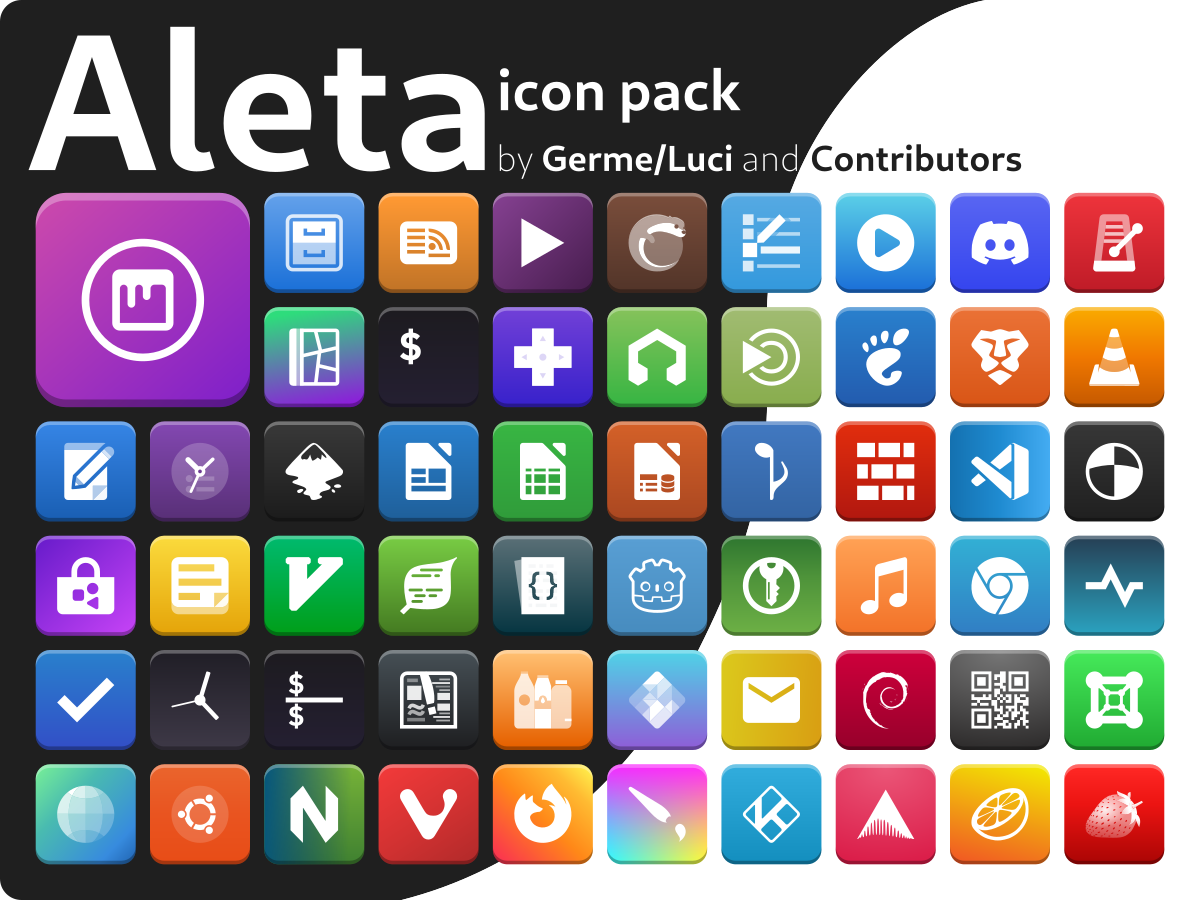 Aleta
icon pack
by Germe/Luci and Contributors
$
{}
$
$